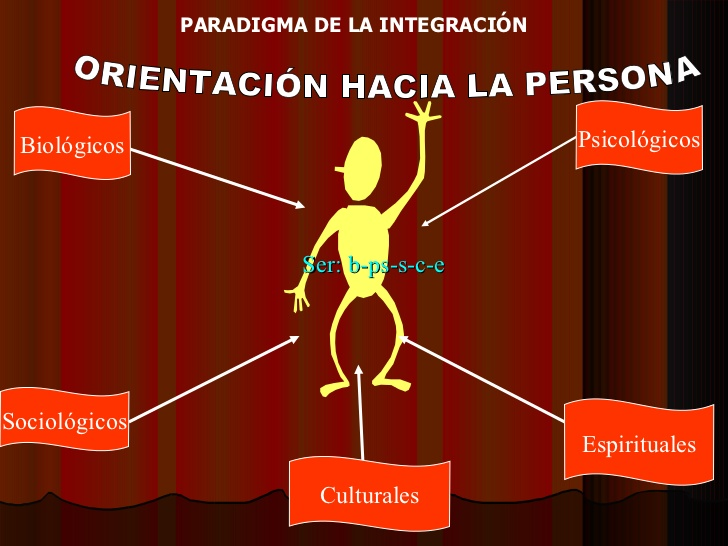 PARADIGMA DE LA INTEGRACIÓN
ORIENTACIÓN HACIA LA PERSONA
Biológicos
Psicológicos
Ser: b-ps-s-c-e
Sociológicos
Espirituales
Culturales